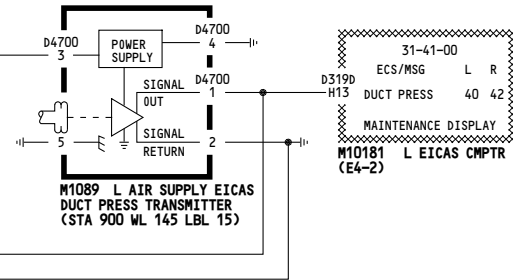 D4700
3
POWER
SUPPLY
D4700
4
SIGNAL
OUT
D4700
1
5
SIGNAL
RETURN
2
M1089 L AIR SUPPLY EICAS
DUCT PRESS TRANSMITTER
(STA 900 WL 145 LBL 15)
D319D
H13
31-41-00
ECS/MSG L R
DUCT PRESS 40 42
MAINTENANCE DISPLAY
M10181 L EICAS CMPTR
(E4-2)